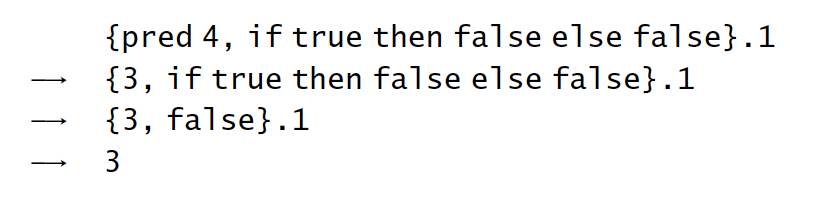 {pred 4, if true then false else false}.1
⟶ {3, if true then false else false}.1
⟶ {3, false}.1
⟶ 3